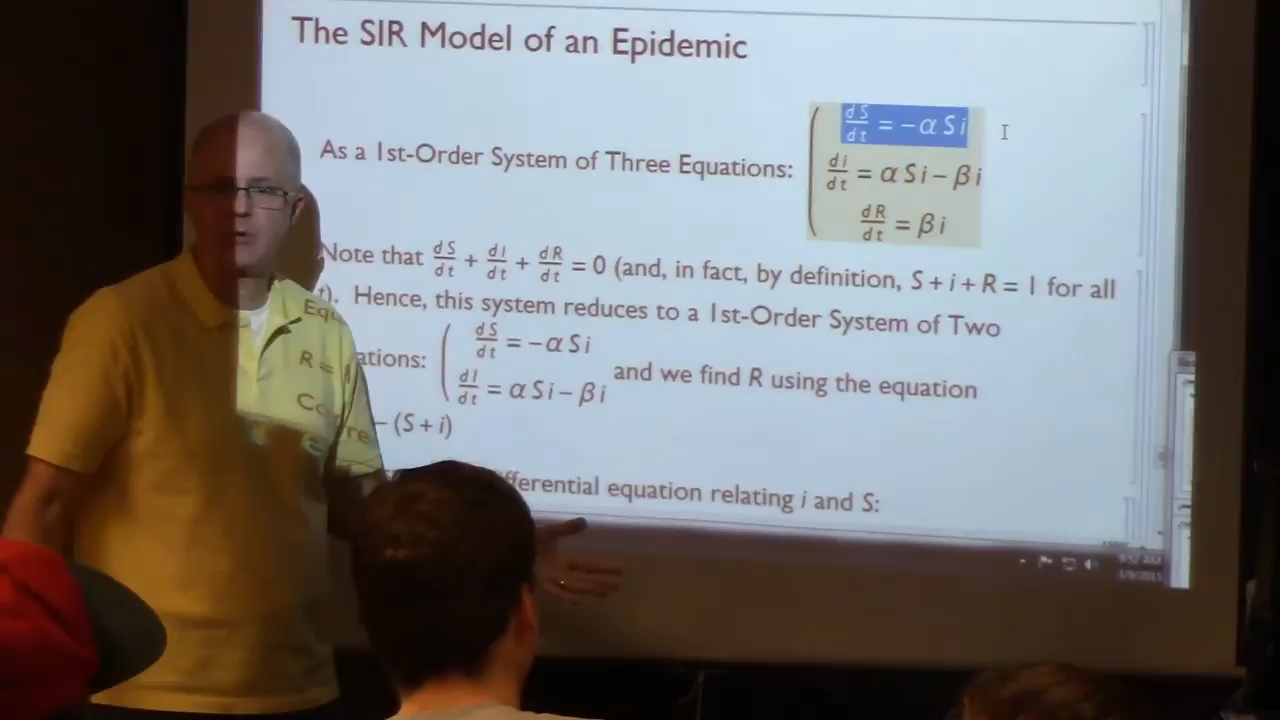 The SIR Model of an Epidemic
As a 1st-Order System of Three Equations:
dS/dt = -α S i
di/dt = α S i - β i
dR/dt = β i
Note that dS/dt + di/dt + dR/dt = 0 (and, in fact, by definition, S + i + R = 1 for all
t). Hence, this system reduces to a 1st-Order System of Two
Equations:
dS/dt = -α S i
dI/dt = α S i - β i
and we find R using the equation
R = 1 - (S + i)
differential equation relating i and S: